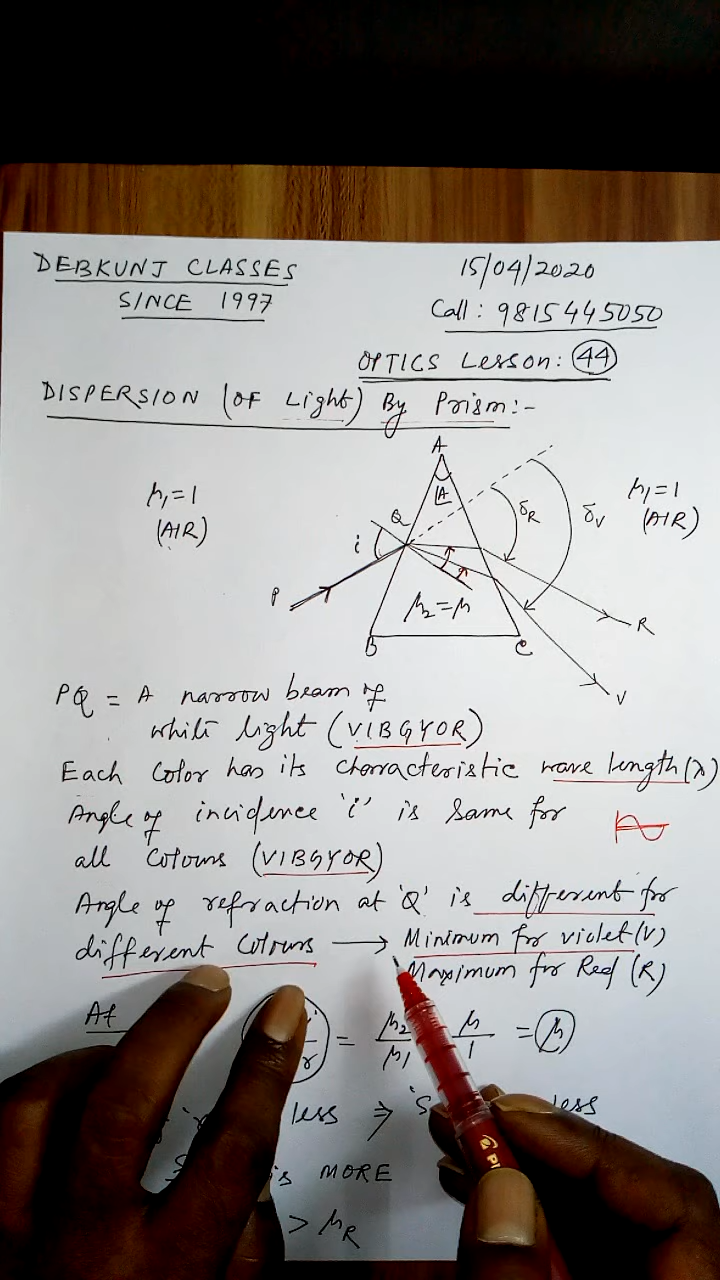 DEBKUNJ CLASSES
SINCE 1997
15/04/2020
Call: 9815445050
OPTICS Lesson: 44
DISPERSION (OF Light) By Prism:-
A
A
μ₁=1
(AIR)
Q
i
δR
δV
μ₁=1
(AIR)
P
μ₂=μ
R
B
C
V
PQ = A narrow beam of
white light (VIBGYOR)
Each Color has its characteristic wave length(λ)
Angle of incidence 'i' is same for
all colours (VIBGYOR)
Angle of refraction at 'Q' is different for
different Colours → Minimum for violet(V)
Maximum for Red (R)
At
= μ₂/μ₁ μ/1 = μ
less ⇒ less
is MORE
> μR